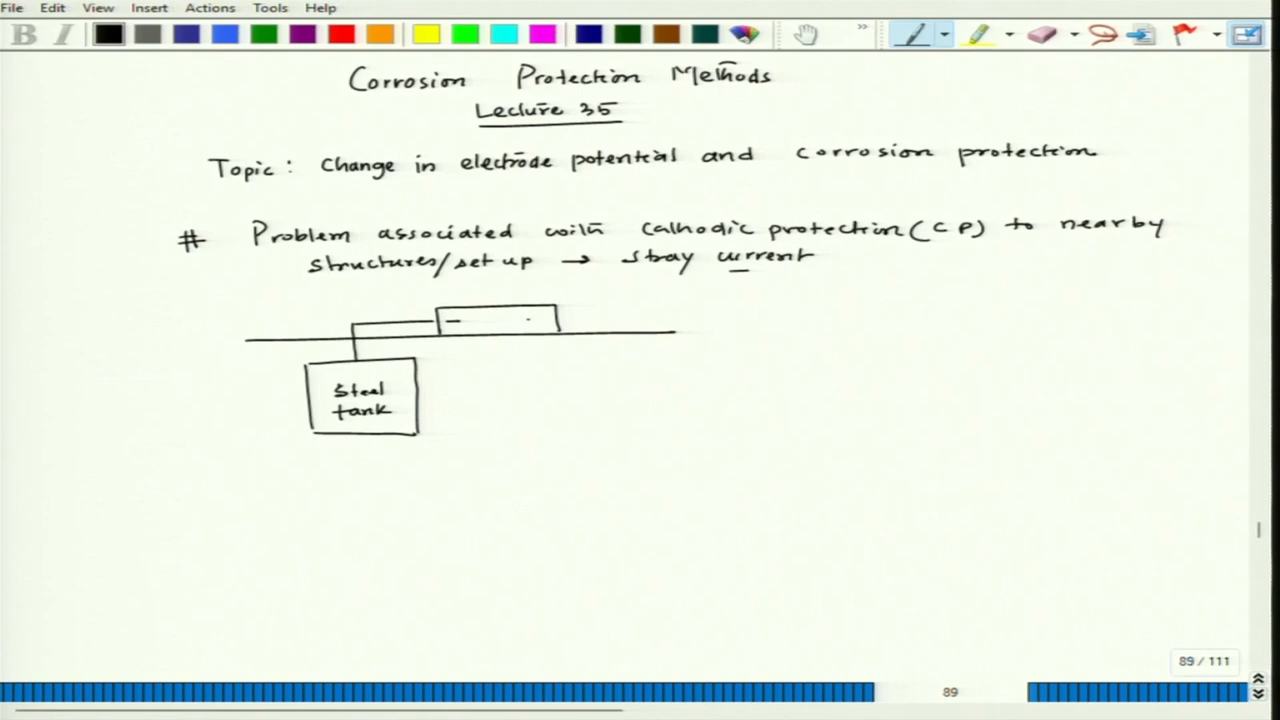 File Edit View Insert Actions Tools Help
B I
Corrosion Protection Methods
Lecture 35
Topic: Change in electrode potential and corrosion protection
# Problem associated with Cathodic protection (CP) to nearby
structures/set up → stray current
-
Steel
tank
89 / 111
89